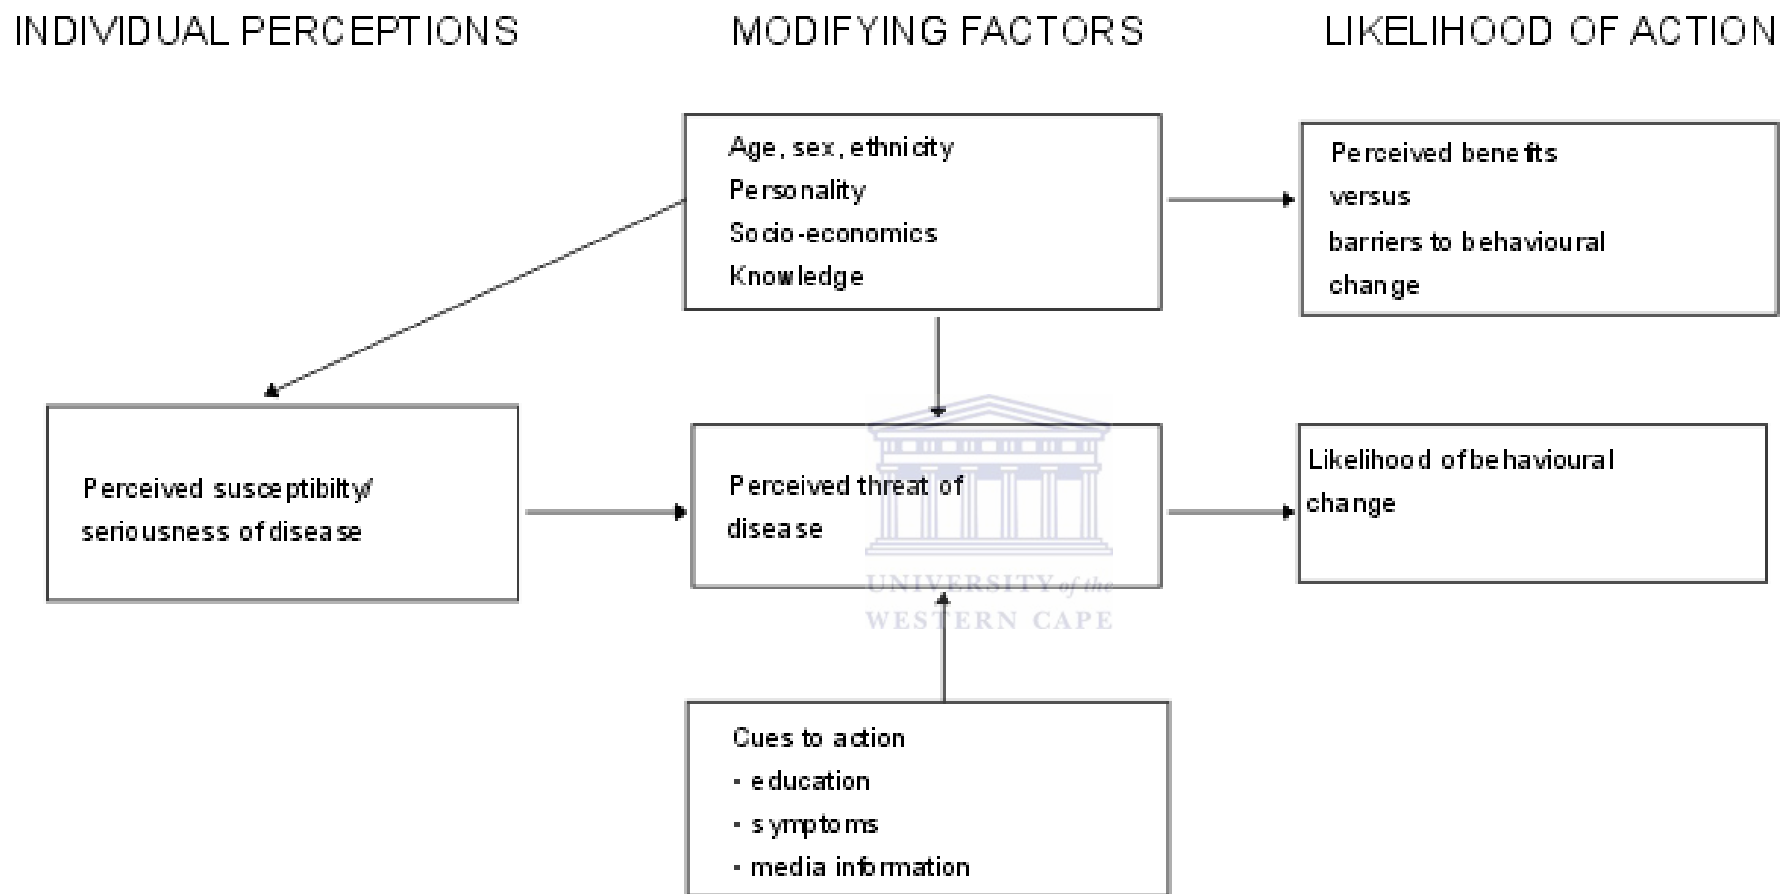 INDIVIDUAL PERCEPTIONS
MODIFYING FACTORS
LIKELIHOOD OF ACTION
Age, sex, ethnicity
Personality
Socio-economics
Knowledge
Perceived benefits
versus
barriers to behavioural
change
Perceived susceptibilty/
seriousness of disease
Perceived threat of
disease
Likelihood of behavioural
change
UNIVERSITY of the
WESTERN CAPE
Cues to action
- education
- symptoms
- media information